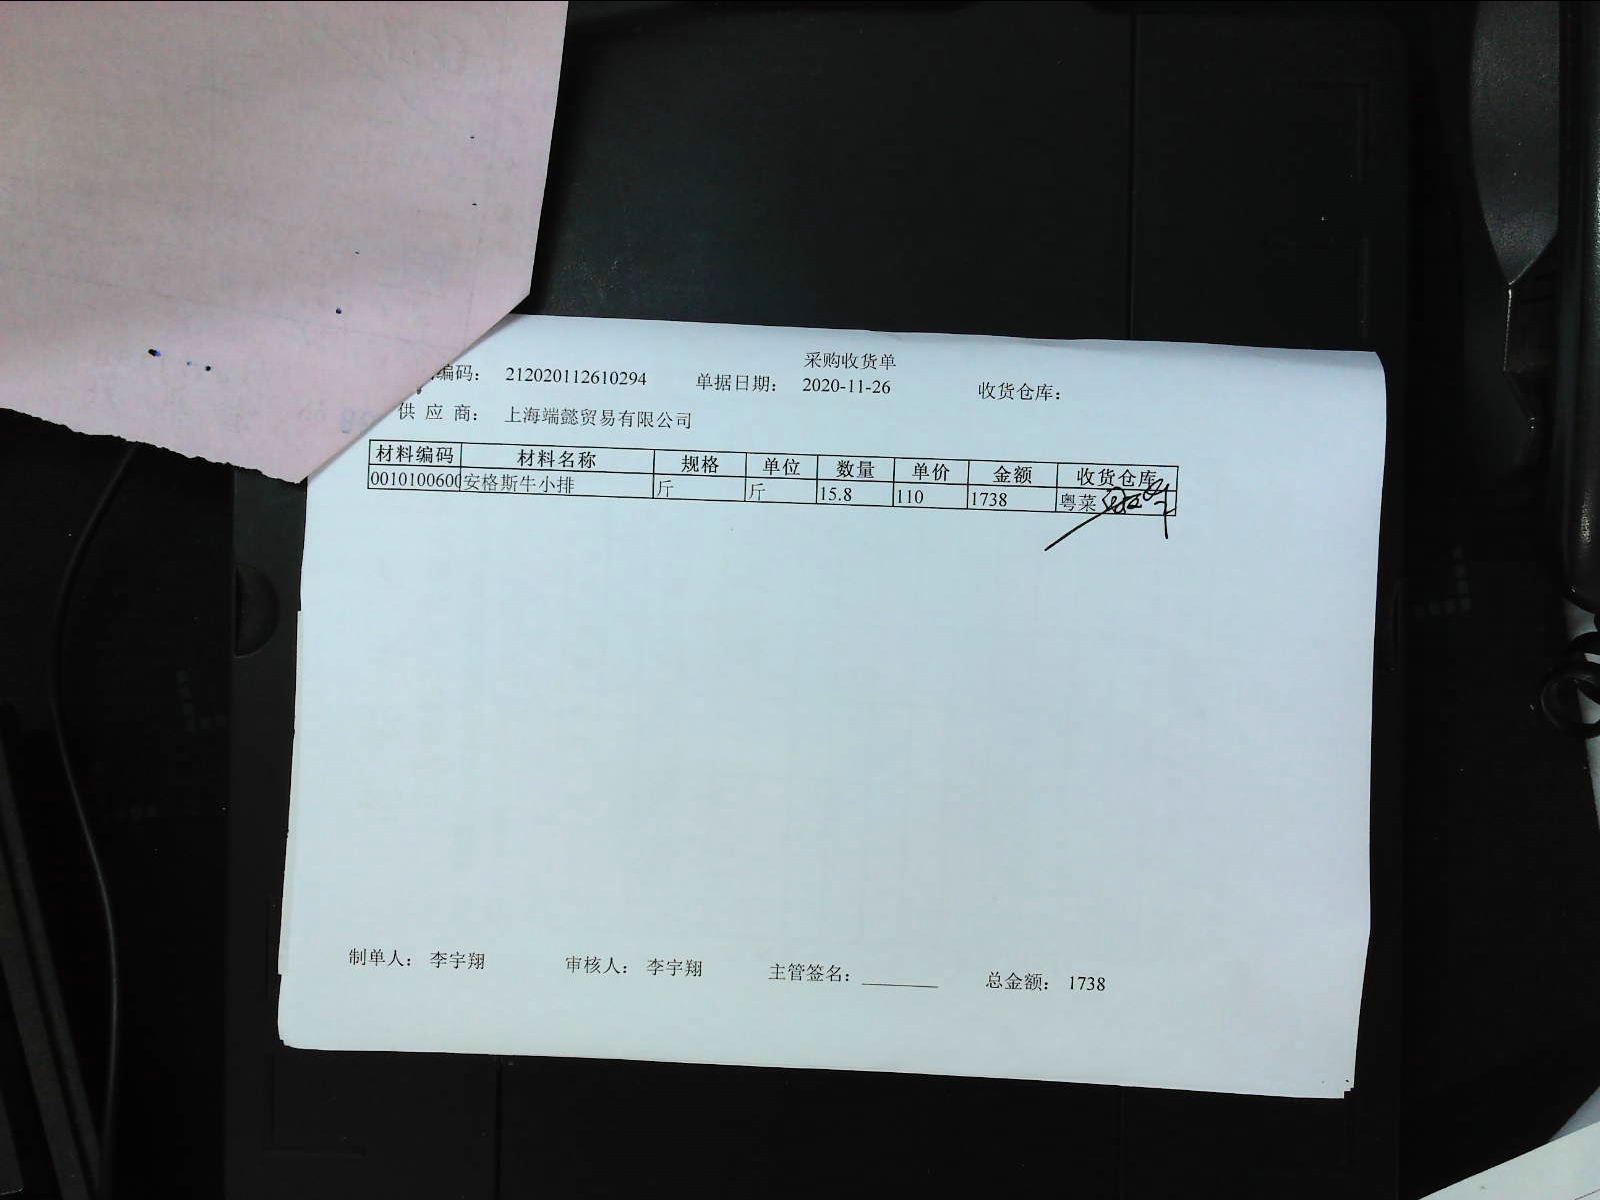 采购收货单
编码： 212020112610294 单据日期： 2020-11-26 收货仓库：
供 应 商： 上海端懿贸易有限公司
材料编码 材料名称 规格 单位 数量 单价 金额 收货仓库
0010100600 安格斯牛小排 斤 斤 15.8 110 1738 粤菜
制单人： 李宇翔 审核人： 李宇翔 主管签名： 总金额： 1738